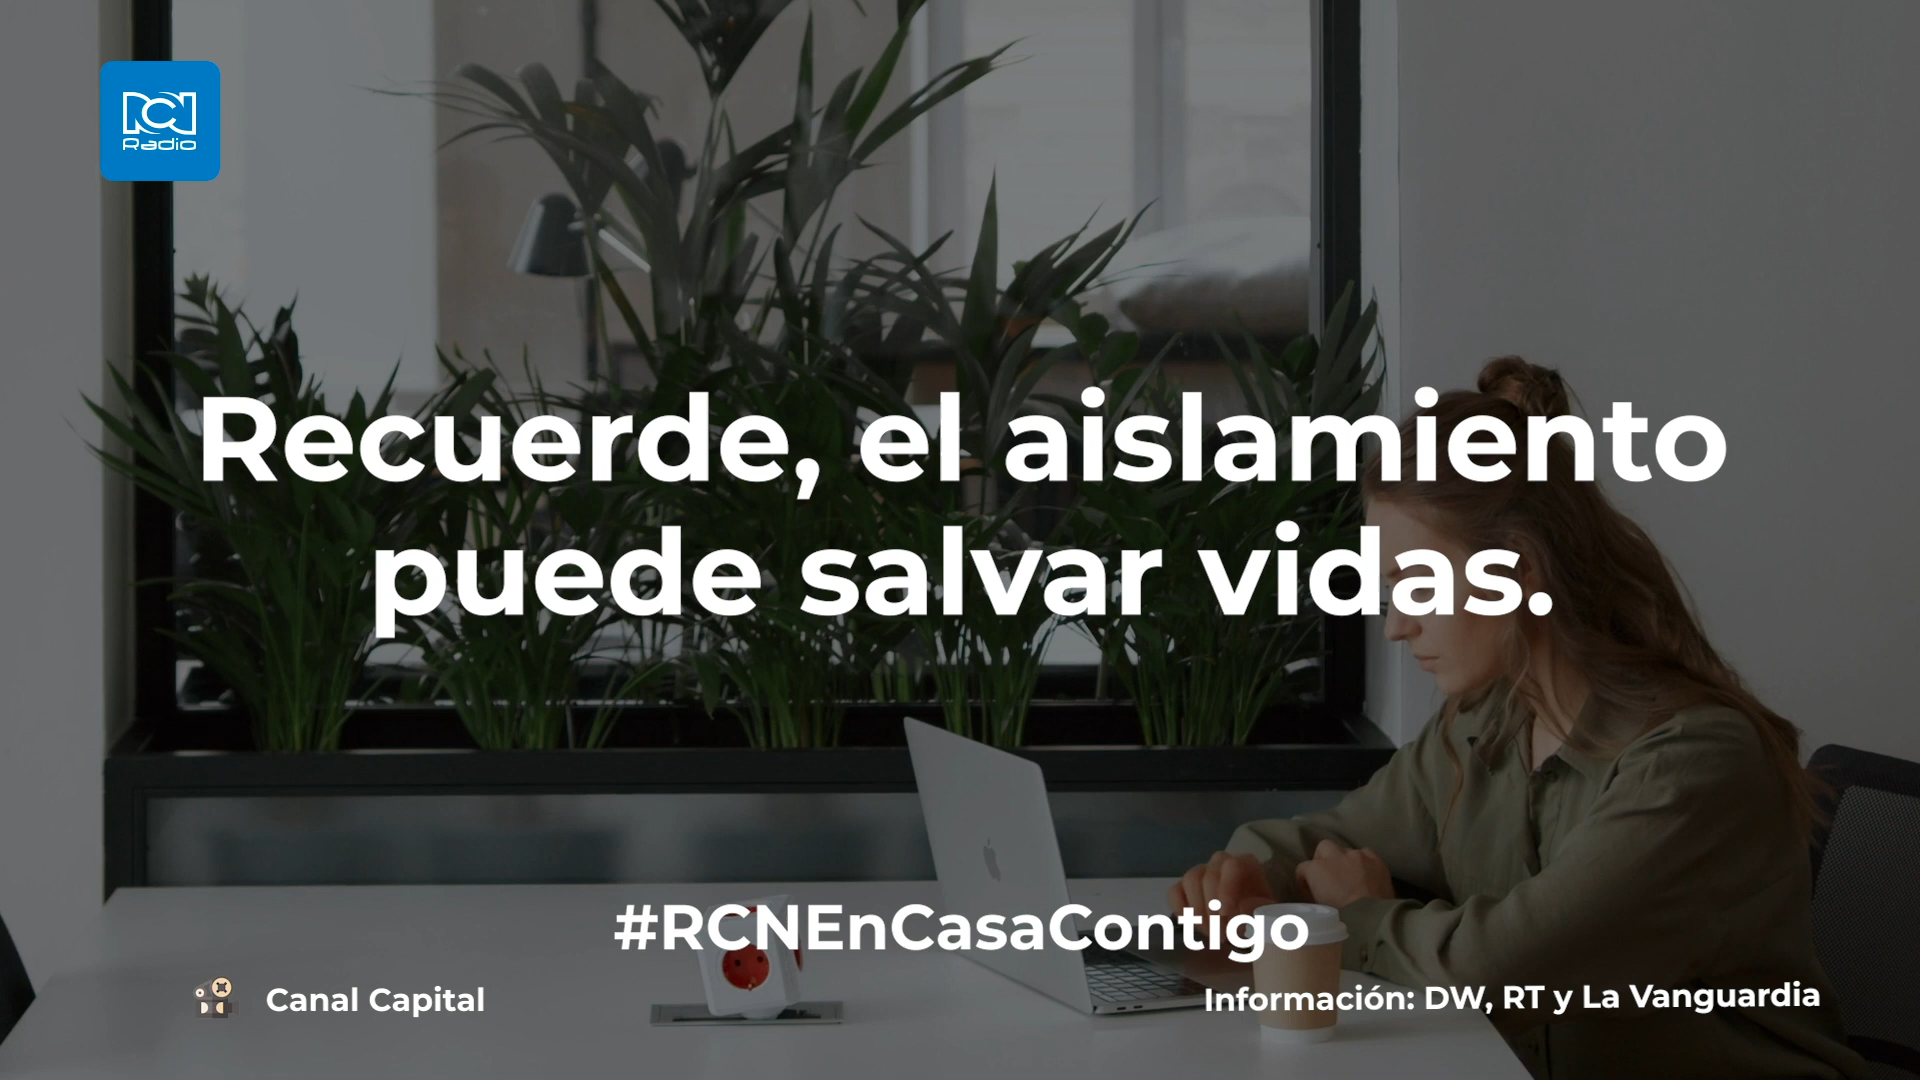 RCN
Radio
Recuerde, el aislamiento
puede salvar vidas.
#RCNEnCasaContigo
Canal Capital
Información: DW, RT y La Vanguardia